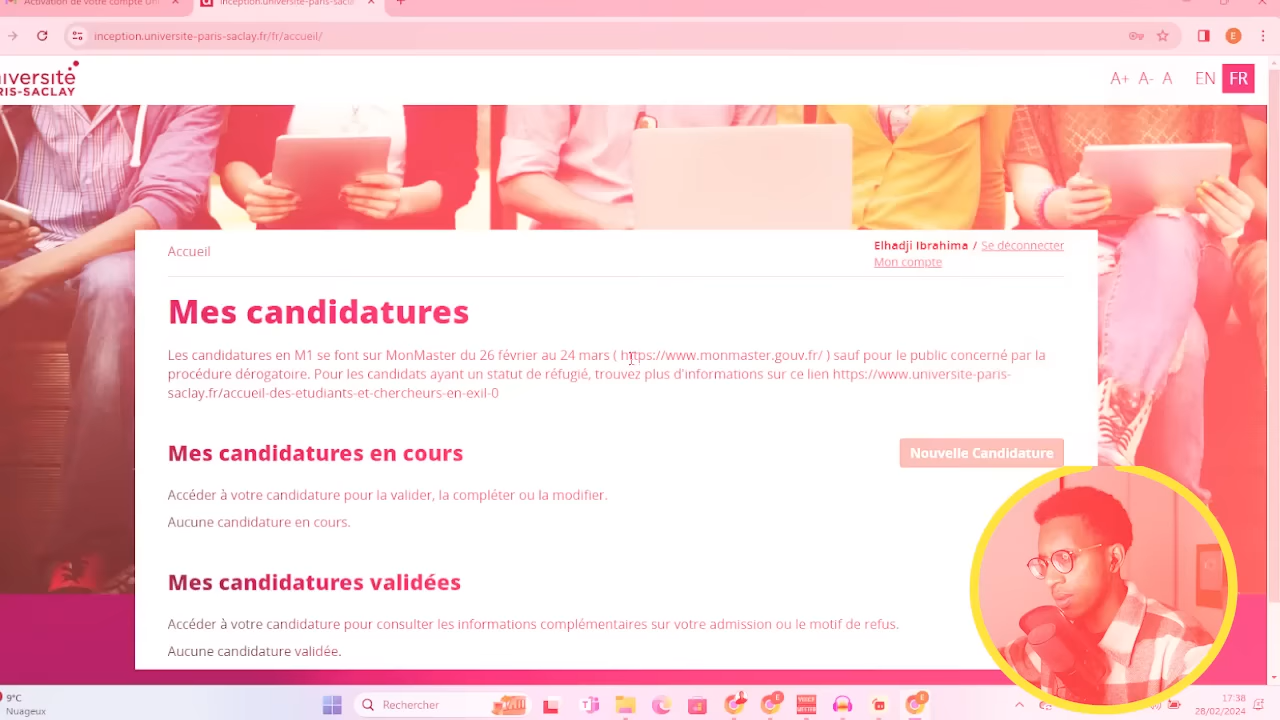 Activation de votre compte
inception.universite-paris-sacl
inception.universite-paris-saclay.fr/fr/accueil/
E
A+ A- A EN FR
Accueil
Elhadji Ibrahima / Se déconnecter
Mon compte
Mes candidatures
Les candidatures en M1 se font sur MonMaster du 26 février au 24 mars ( https://www.monmaster.gouv.fr/ ) sauf pour le public concerné par la
procédure dérogatoire. Pour les candidats ayant un statut de réfugié, trouvez plus d'informations sur ce lien https://www.universite-paris-
saclay.fr/accueil-des-etudiants-et-chercheurs-en-exil-0
Mes candidatures en cours
Nouvelle Candidature
Accéder à votre candidature pour la valider, la compléter ou la modifier.
Aucune candidature en cours.
Mes candidatures validées
Accéder à votre candidature pour consulter les informations complémentaires sur votre admission ou le motif de refus.
Aucune candidature validée.
9°C
Nuageux
Rechercher
17:38
28/02/2024